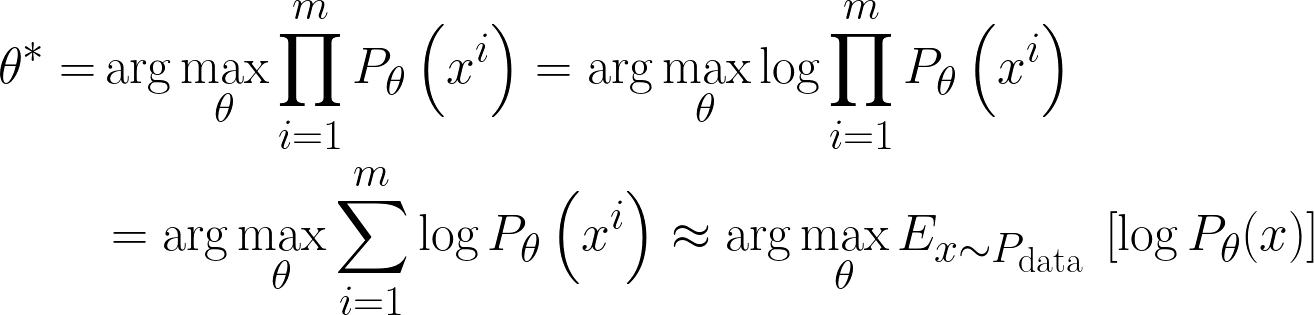 θ* = arg max_θ ∏_{i=1}^{m} P_θ (x^i) = arg max_θ log ∏_{i=1}^{m} P_θ (x^i)
= arg max_θ ∑_{i=1}^{m} log P_θ (x^i) ≈ arg max_θ E_{x∼P_data} [log P_θ(x)]